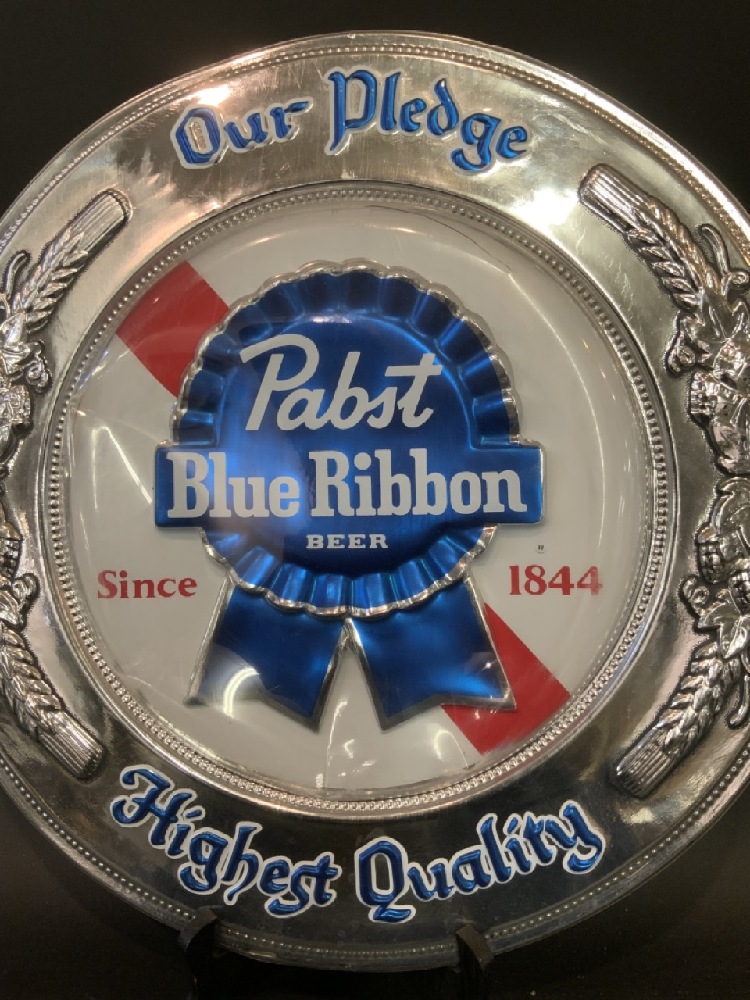 Our Pledge
Pabst
Blue Ribbon
BEER
Since 1844
Highest Quality